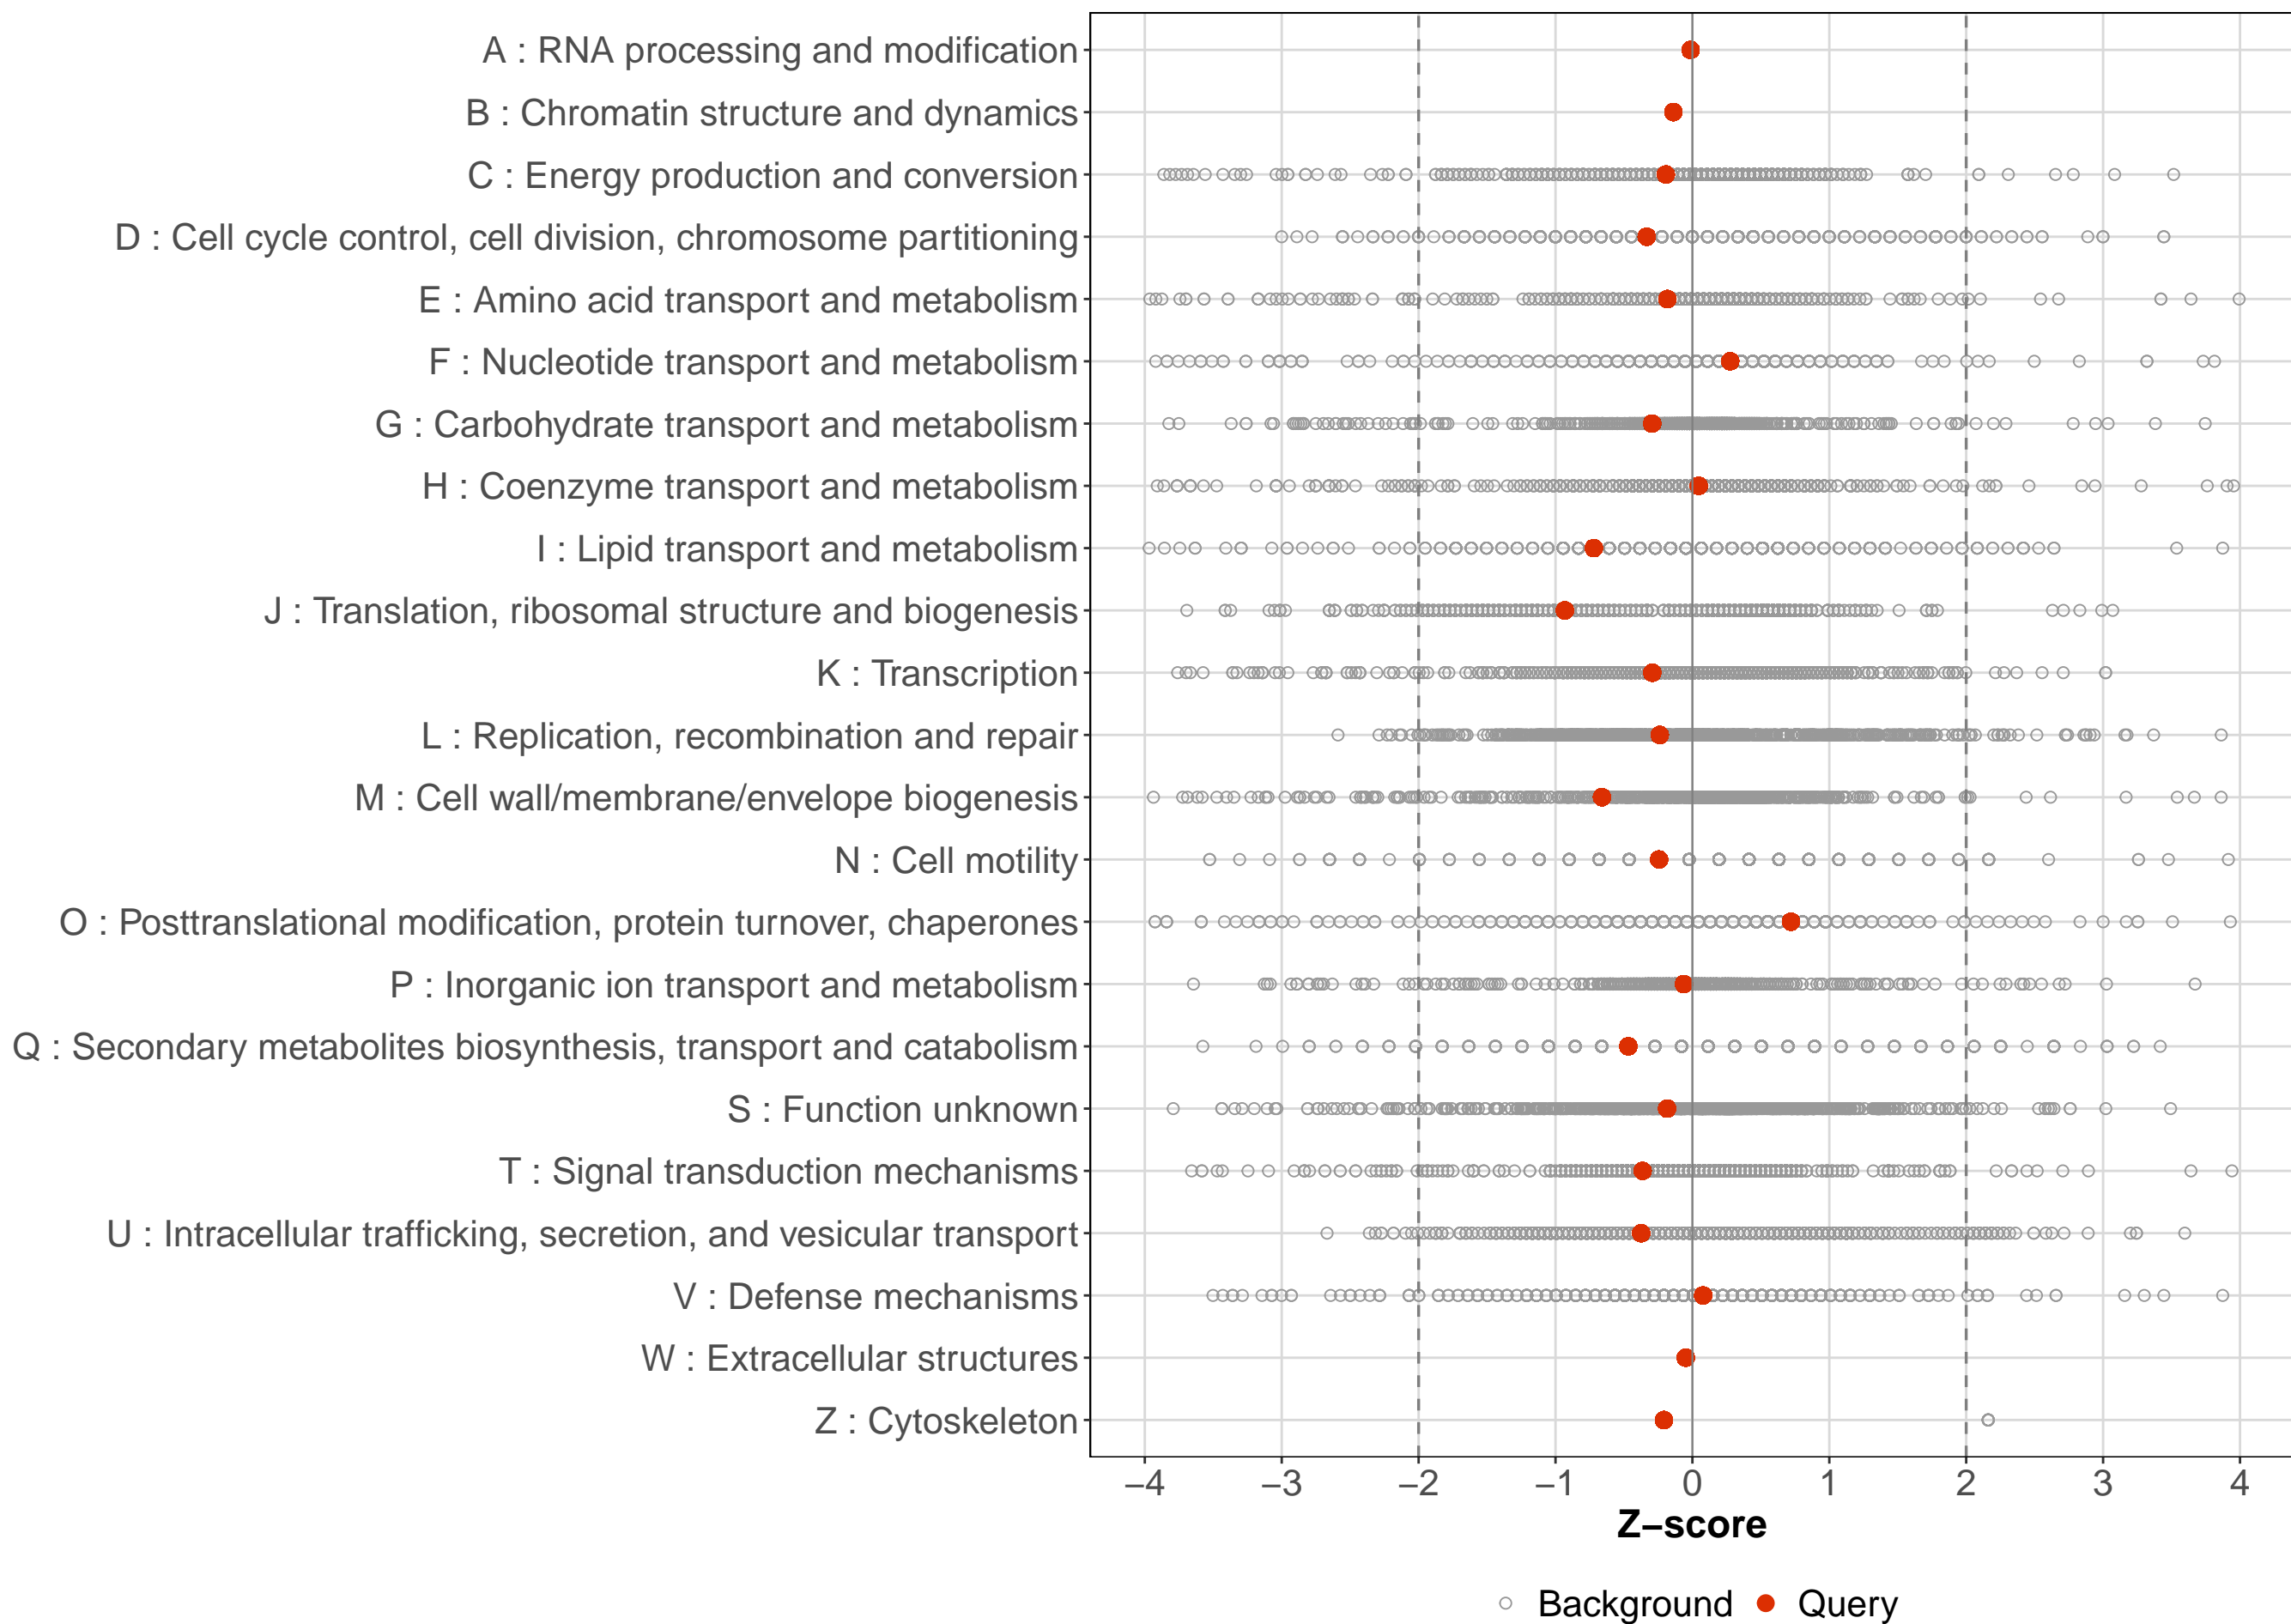 A : RNA processing and modification
B : Chromatin structure and dynamics
C : Energy production and conversion
D : Cell cycle control, cell division, chromosome partitioning
E : Amino acid transport and metabolism
F : Nucleotide transport and metabolism
G : Carbohydrate transport and metabolism
H : Coenzyme transport and metabolism
I : Lipid transport and metabolism
J : Translation, ribosomal structure and biogenesis
K : Transcription
L : Replication, recombination and repair
M : Cell wall/membrane/envelope biogenesis
N : Cell motility
O : Posttranslational modification, protein turnover, chaperones
P : Inorganic ion transport and metabolism
Q : Secondary metabolites biosynthesis, transport and catabolism
S : Function unknown
T : Signal transduction mechanisms
U : Intracellular trafficking, secretion, and vesicular transport
V : Defense mechanisms
W : Extracellular structures
Z : Cytoskeleton
−4 −3 −2 −1 0 1 2 3 4
Z−score
Background Query